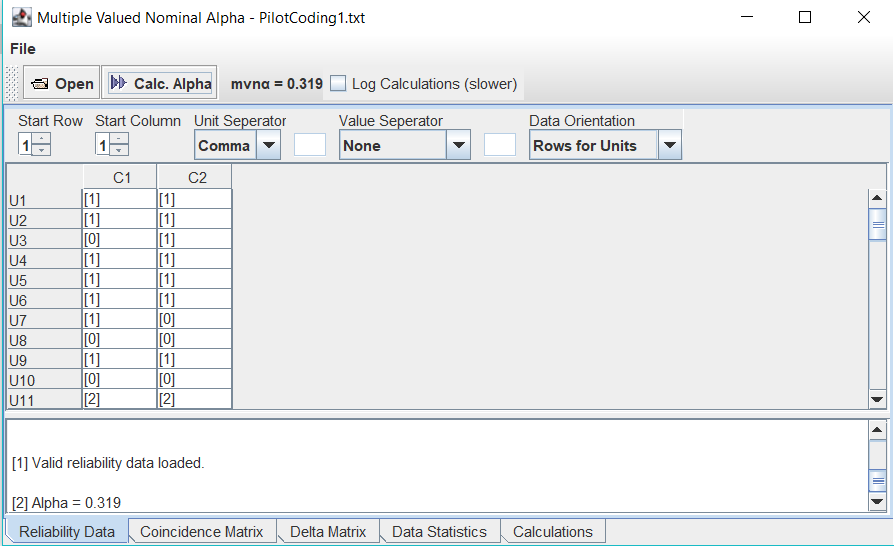 Multiple Valued Nominal Alpha - PilotCoding1.txt
File
Open Calc. Alpha mvnα = 0.319 Log Calculations (slower)
Start Row Start Column Unit Seperator Value Seperator Data Orientation
1 1 Comma None Rows for Units
C1 C2
U1 [1] [1]
U2 [1] [1]
U3 [0] [1]
U4 [1] [1]
U5 [1] [1]
U6 [1] [1]
U7 [1] [0]
U8 [0] [0]
U9 [1] [1]
U10 [0] [0]
U11 [2] [2]
[1] Valid reliability data loaded.
[2] Alpha = 0.319
Reliability Data Coincidence Matrix Delta Matrix Data Statistics Calculations